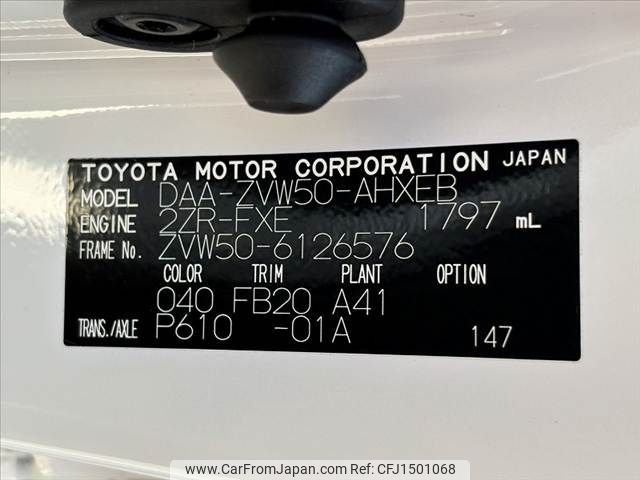 TOYOTA MOTOR CORPORATION JAPAN
MODEL DAA-ZVW50-AHXEB
ENGINE 2ZR-FXE 1797 mL
FRAME No. ZVW50-6126576
COLOR TRIM PLANT OPTION
040 FB20 A41
TRANS./AXLE P610 -01A 147
www.CarFromJapan.com CFJ1501068